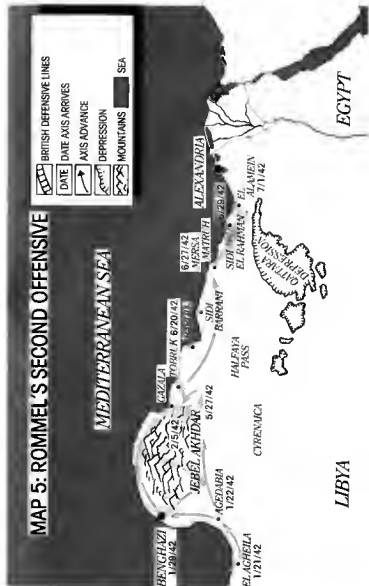 MAP 5: ROMMEL'S SECOND OFFENSIVE
BRITISH DEFENSIVE LINES
DATE DATE AXIS ARRIVES
AXIS ADVANCE
DEPRESSION
MOUNTAINS
SEA
MEDITERRANEAN SEA
BENGHAZI
1/29/42
JEBEL AKHDAR
2/5/42
GAZALA
TOBRUK 6/20/42
5/27/42
SIDI
BARRANI
HALFAYA
PASS
6/27/42
MERSA
MATRUH
SIDI
EL RAHMAN
6/29/42
ALEXANDRIA
EL
ALAMEIN
7/1/42
QATTARA
DEPRESSION
AGEDABIA
1/22/42
EL AGHEILA
1/21/42
CYRENAICA
LIBYA
EGYPT